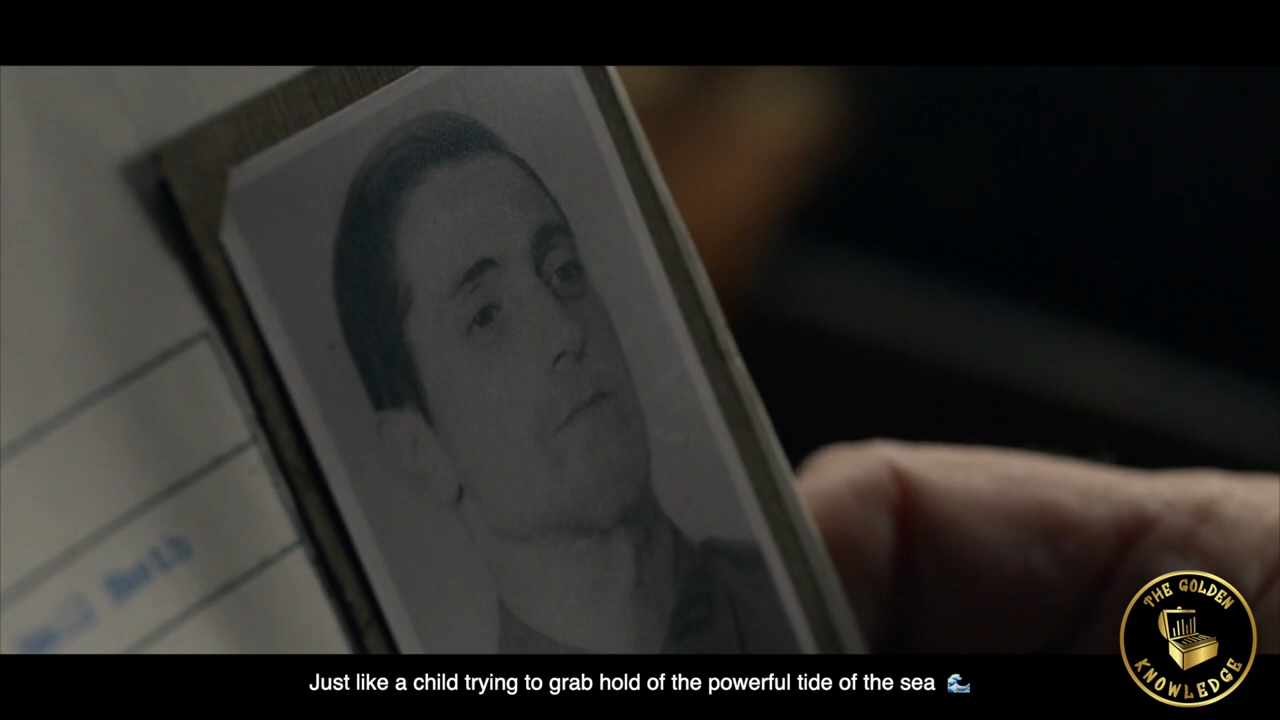 Just like a child trying to grab hold of the powerful tide of the sea 🌊
THE GOLDEN
KNOWLEDGE